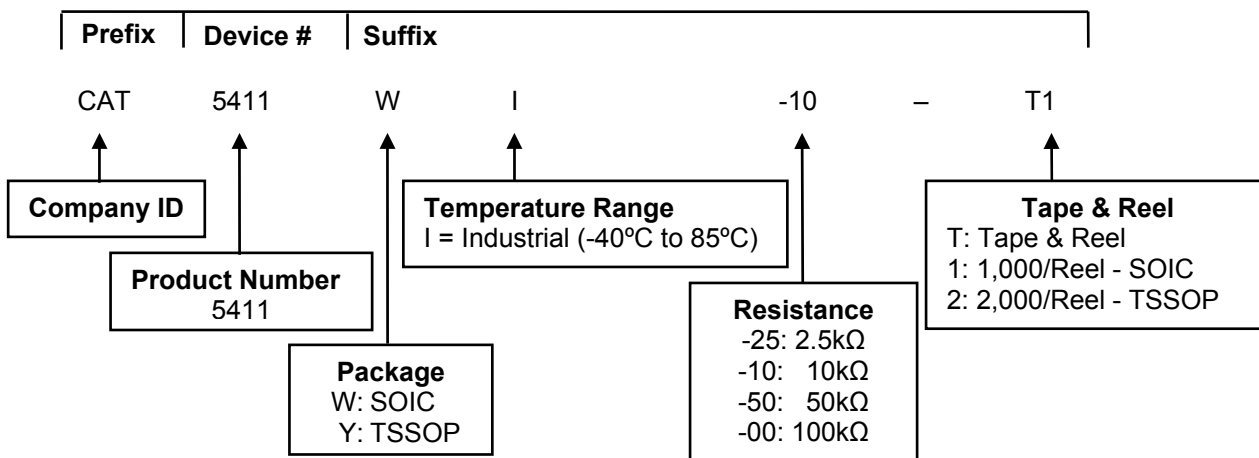 Prefix Device # Suffix
CAT 5411 W I -10 – T1
Company ID
Product Number
5411
Package
W: SOIC
Y: TSSOP
Temperature Range
I = Industrial (-40ºC to 85ºC)
Resistance
-25: 2.5kΩ
-10: 10kΩ
-50: 50kΩ
-00: 100kΩ
Tape & Reel
T: Tape & Reel
1: 1,000/Reel - SOIC
2: 2,000/Reel - TSSOP